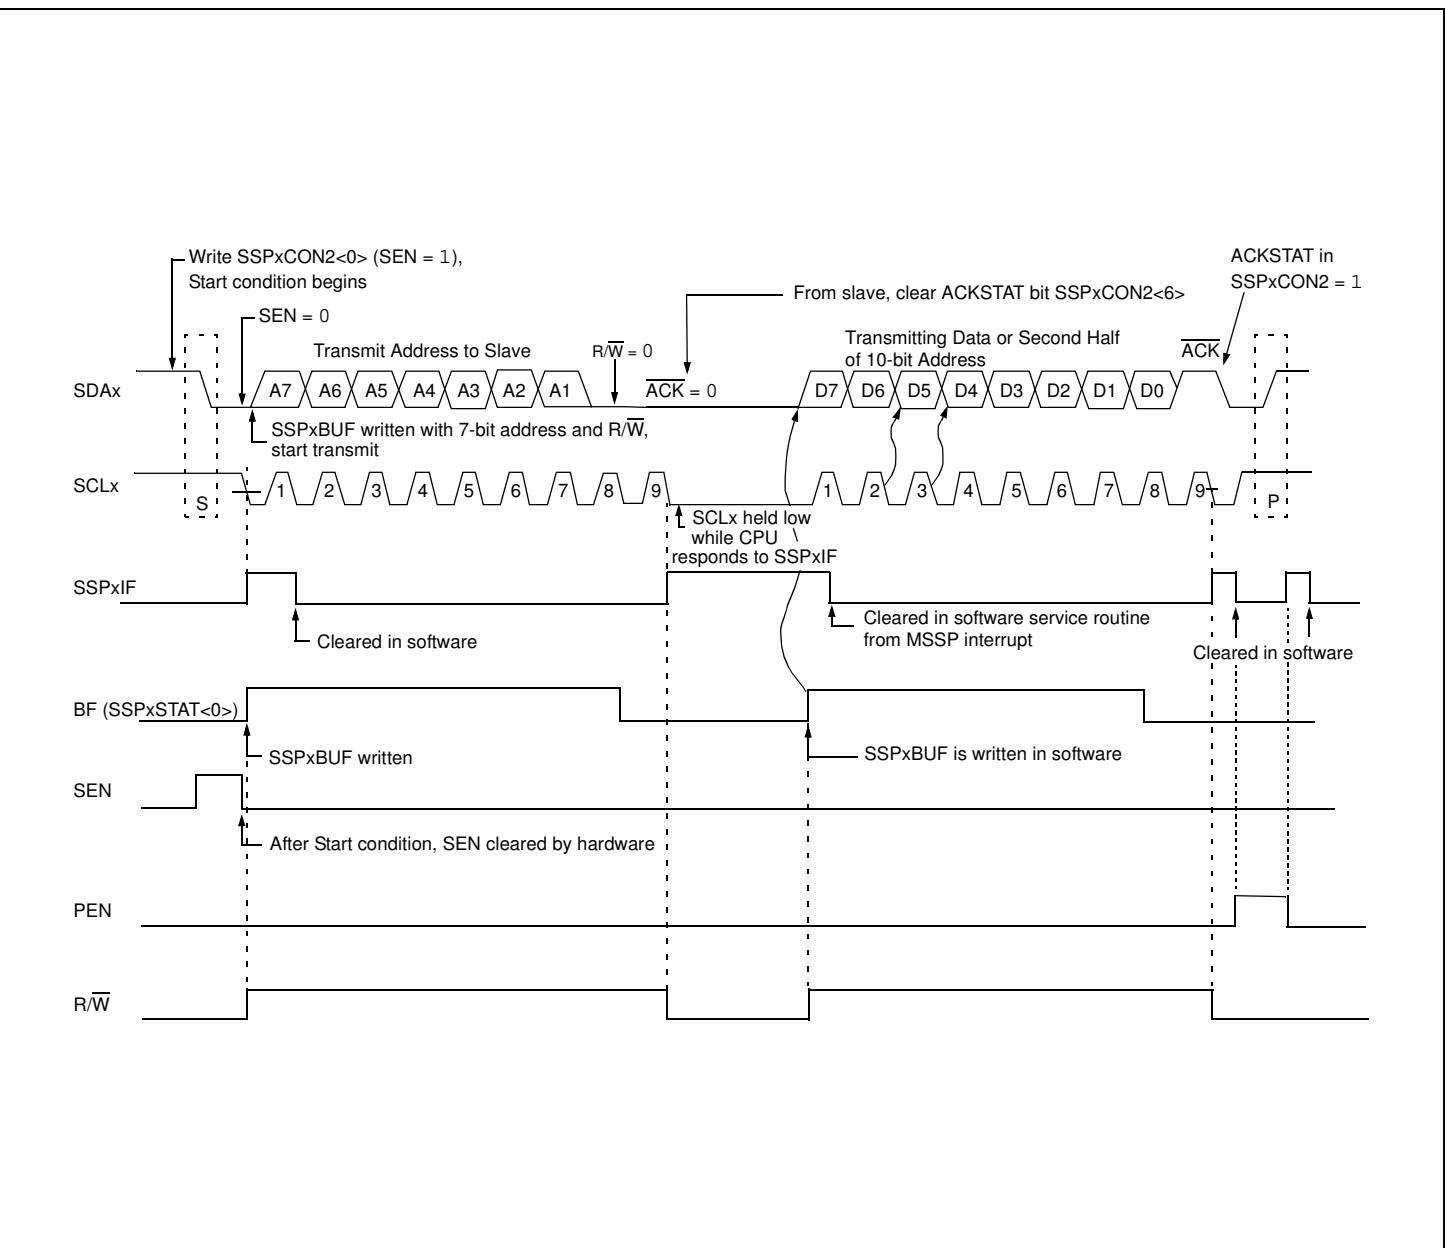 Write SSPxCON2<0> (SEN = 1),
Start condition begins
ACKSTAT in
SSPxCON2 = 1
From slave, clear ACKSTAT bit SSPxCON2<6>
SEN = 0
Transmit Address to Slave
R/W̅ = 0
Transmitting Data or Second Half
of 10-bit Address
A̅C̅K̅
SDAx
A7 A6 A5 A4 A3 A2 A1
A̅C̅K̅ = 0
D7 D6 D5 D4 D3 D2 D1 D0
SSPxBUF written with 7-bit address and R/W̅,
start transmit
SCLx
S
1 2 3 4 5 6 7 8 9
1 2 3 4 5 6 7 8 9
P
SCLx held low
while CPU
responds to SSPxIF
SSPxIF
Cleared in software
Cleared in software service routine
from MSSP interrupt
Cleared in software
BF (SSPxSTAT<0>)
SSPxBUF written
SSPxBUF is written in software
SEN
After Start condition, SEN cleared by hardware
PEN
R/W̅